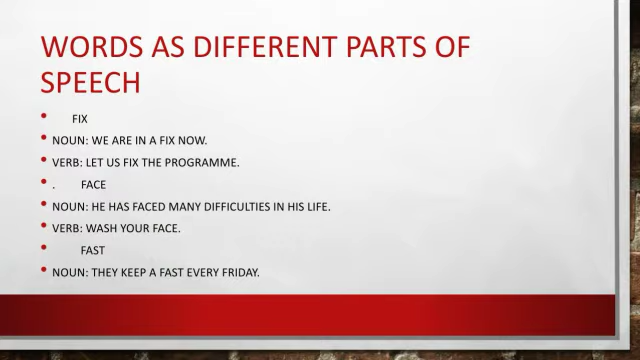 WORDS AS DIFFERENT PARTS OF
SPEECH
• FIX
• NOUN: WE ARE IN A FIX NOW.
• VERB: LET US FIX THE PROGRAMME.
• . FACE
• NOUN: HE HAS FACED MANY DIFFICULTIES IN HIS LIFE.
• VERB: WASH YOUR FACE.
• FAST
• NOUN: THEY KEEP A FAST EVERY FRIDAY.